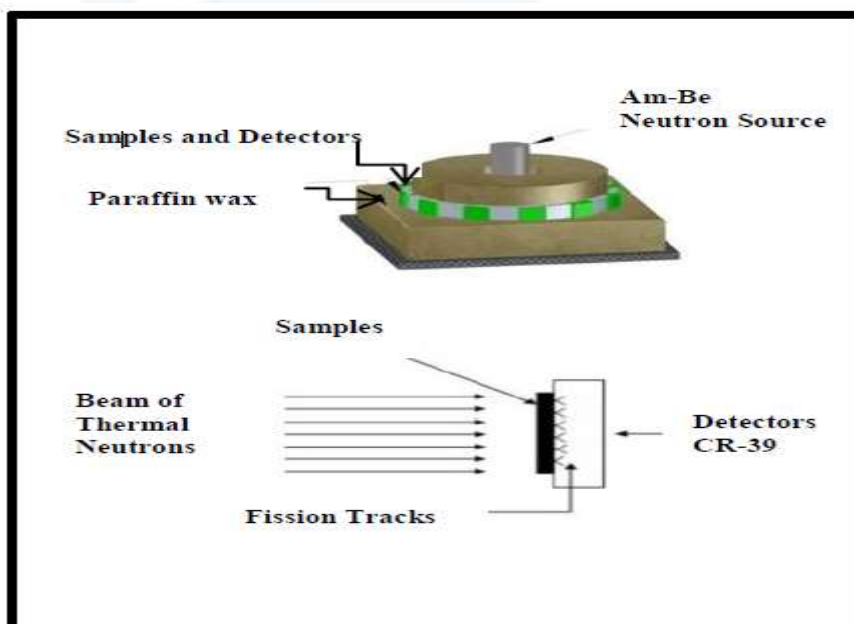 Am-Be
Neutron Source
Samples and Detectors
Paraffin wax
Samples
Beam of
Thermal
Neutrons
Detectors
CR-39
Fission Tracks